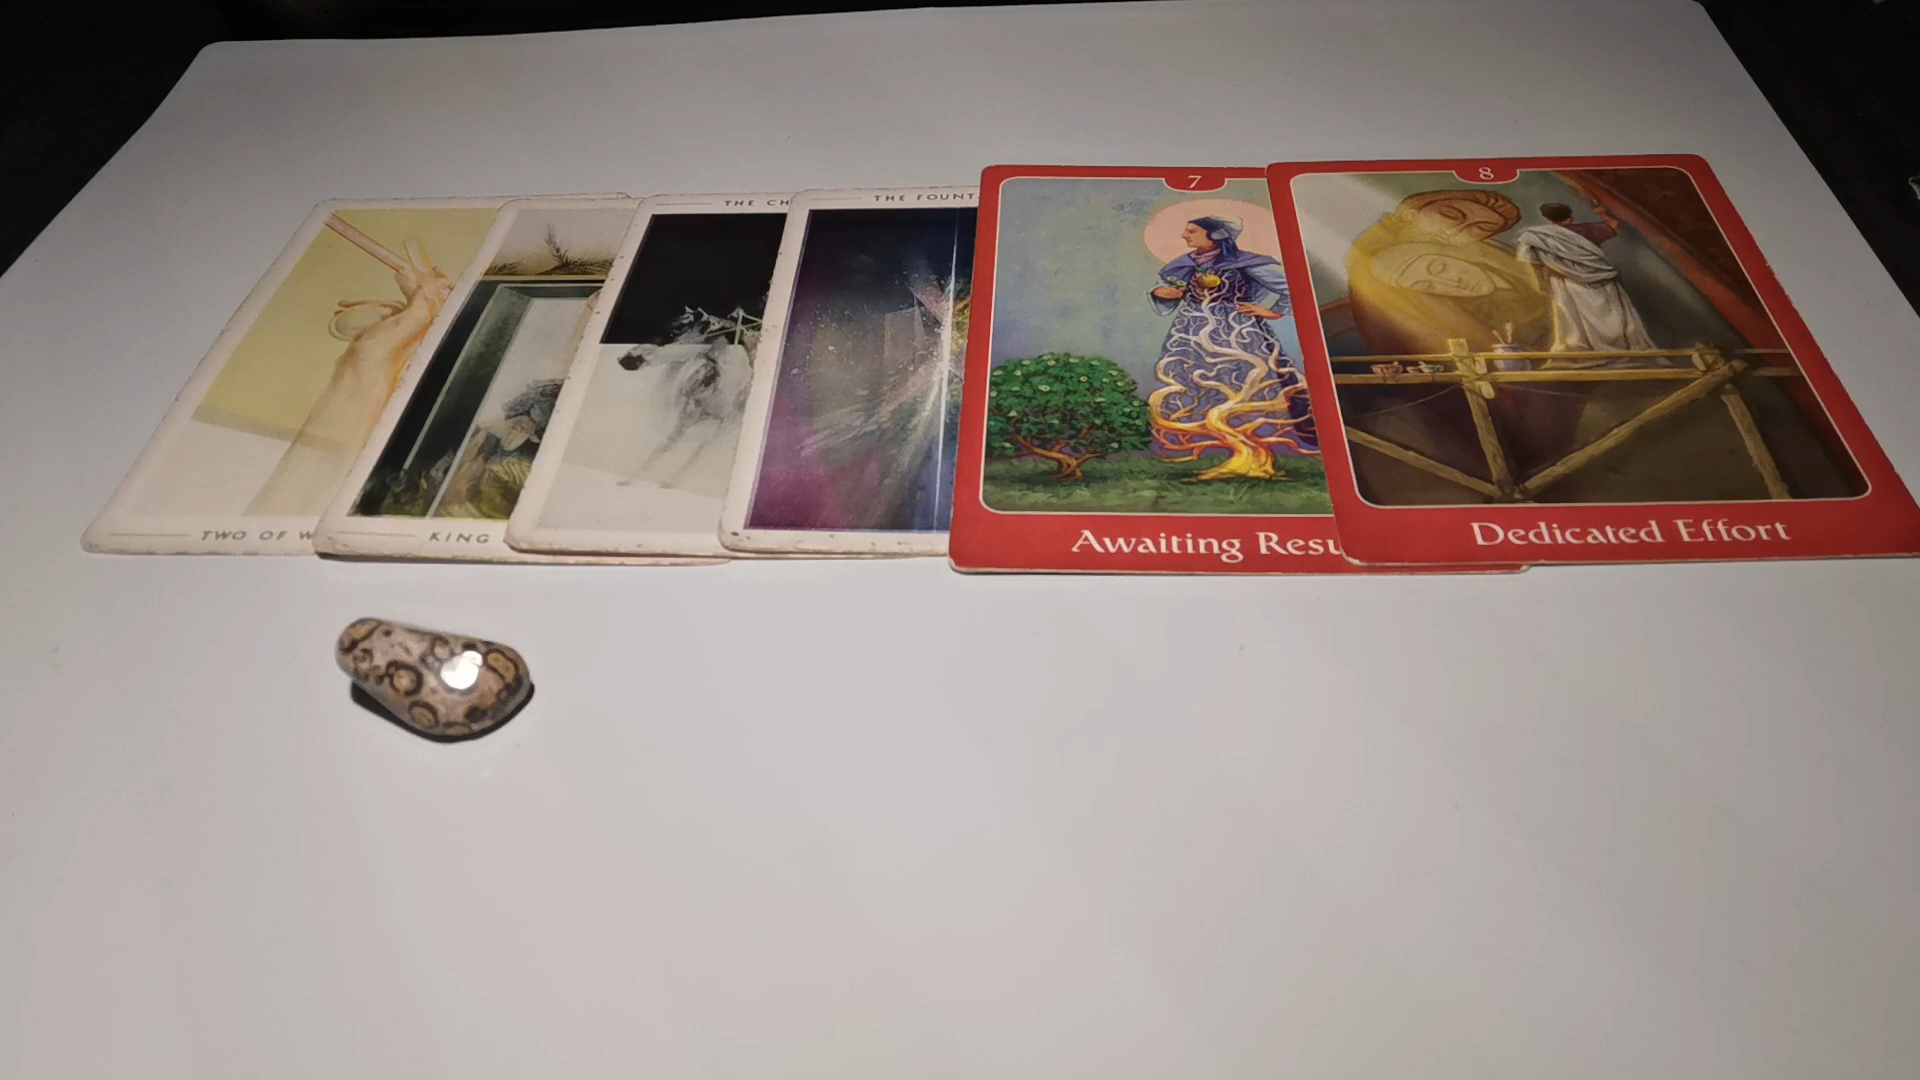 THE CH
THE FOUNT
7
8
TWO OF W
KING
Awaiting Resu
Dedicated Effort